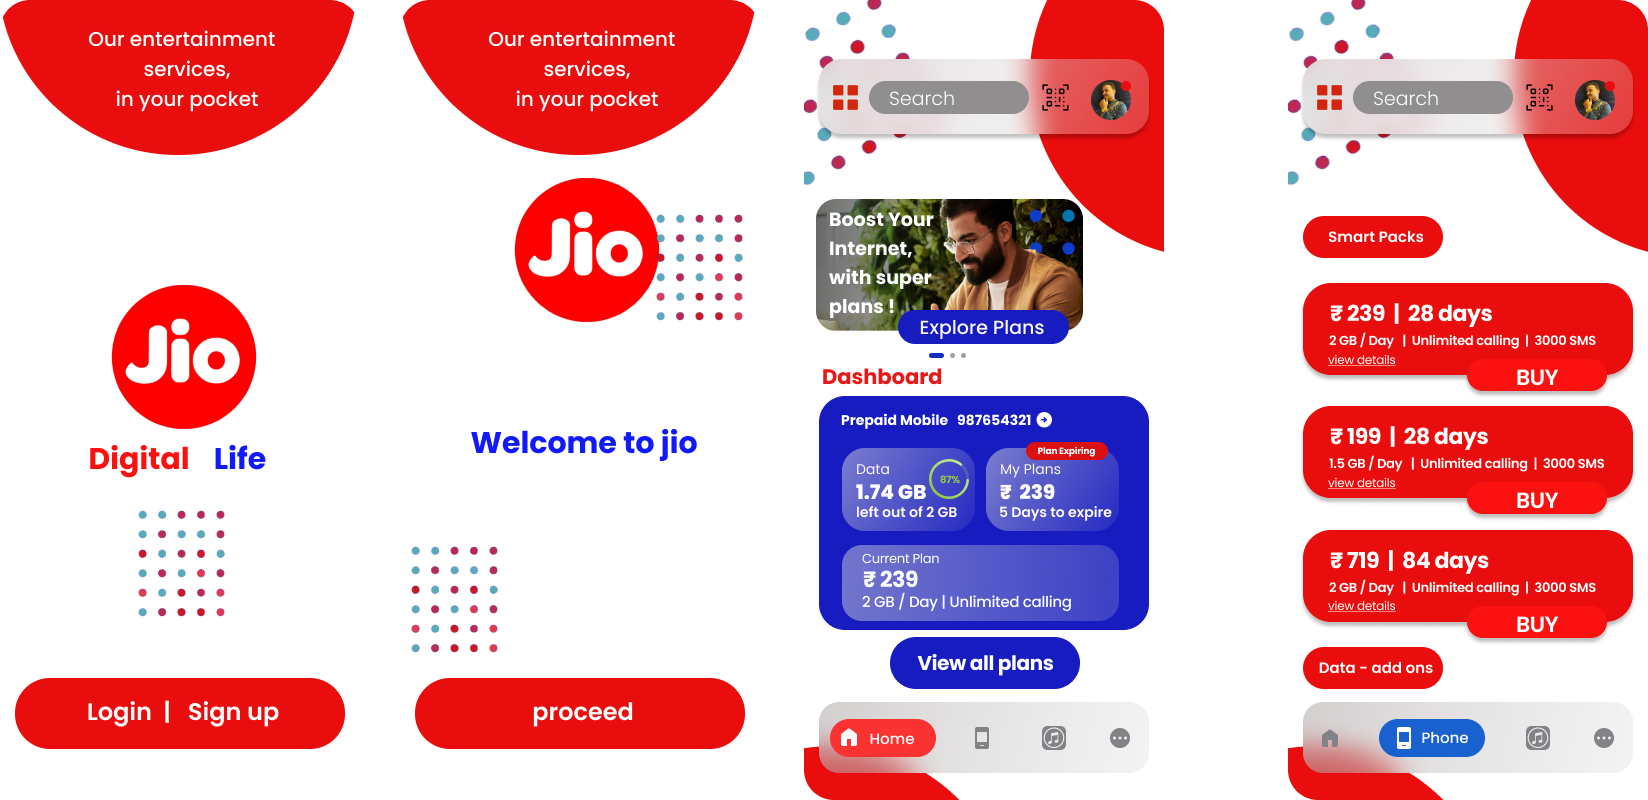 Our entertainment
services,
in your pocket
Jio
Digital Life
Login | Sign up
Our entertainment
services,
in your pocket
Jio
Welcome to jio
proceed
Search
Boost Your
Internet,
with super
plans !
Explore Plans
Dashboard
Prepaid Mobile 987654321
Plan Expiring
Data
1.74 GB
left out of 2 GB
87%
My Plans
₹ 239
5 Days to expire
Current Plan
₹ 239
2 GB / Day | Unlimited calling
View all plans
Home
Search
Smart Packs
₹ 239 | 28 days
2 GB / Day | Unlimited calling | 3000 SMS
view details
BUY
₹ 199 | 28 days
1.5 GB / Day | Unlimited calling | 3000 SMS
view details
BUY
₹ 719 | 84 days
2 GB / Day | Unlimited calling | 3000 SMS
view details
BUY
Data - add ons
Phone